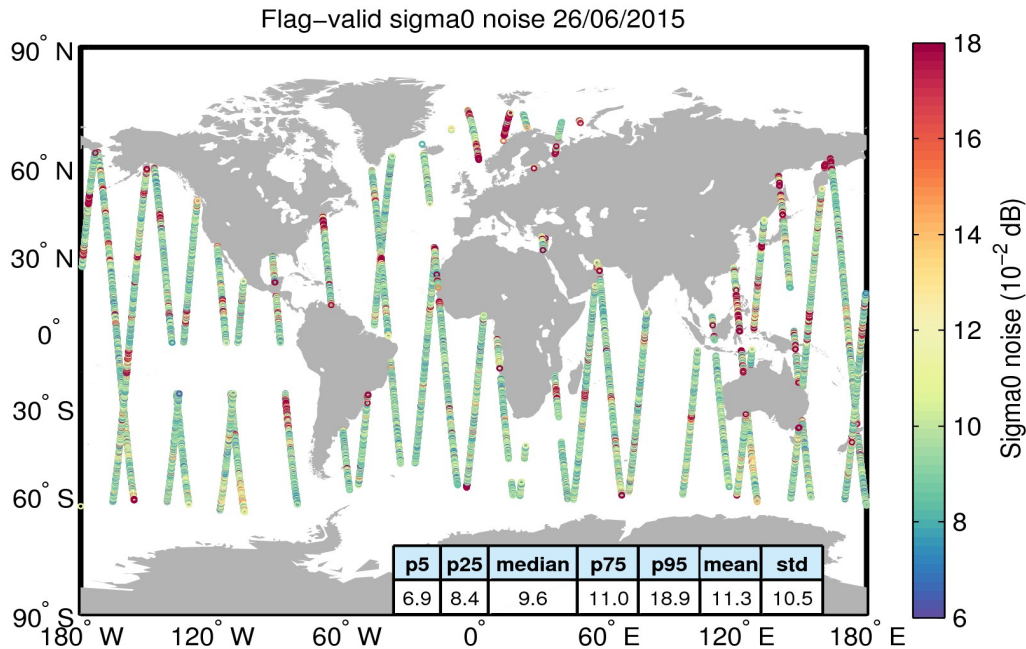 Flag−valid sigma0 noise 26/06/2015
90° N
60° N
30° N
0°
30° S
60° S
90° S
180° W
120° W
60° W
0°
60° E
120° E
180° E
p5 p25 median p75 p95 mean std
6.9 8.4 9.6 11.0 18.9 11.3 10.5
18
16
14
12
10
8
6
Sigma0 noise (10⁻² dB)